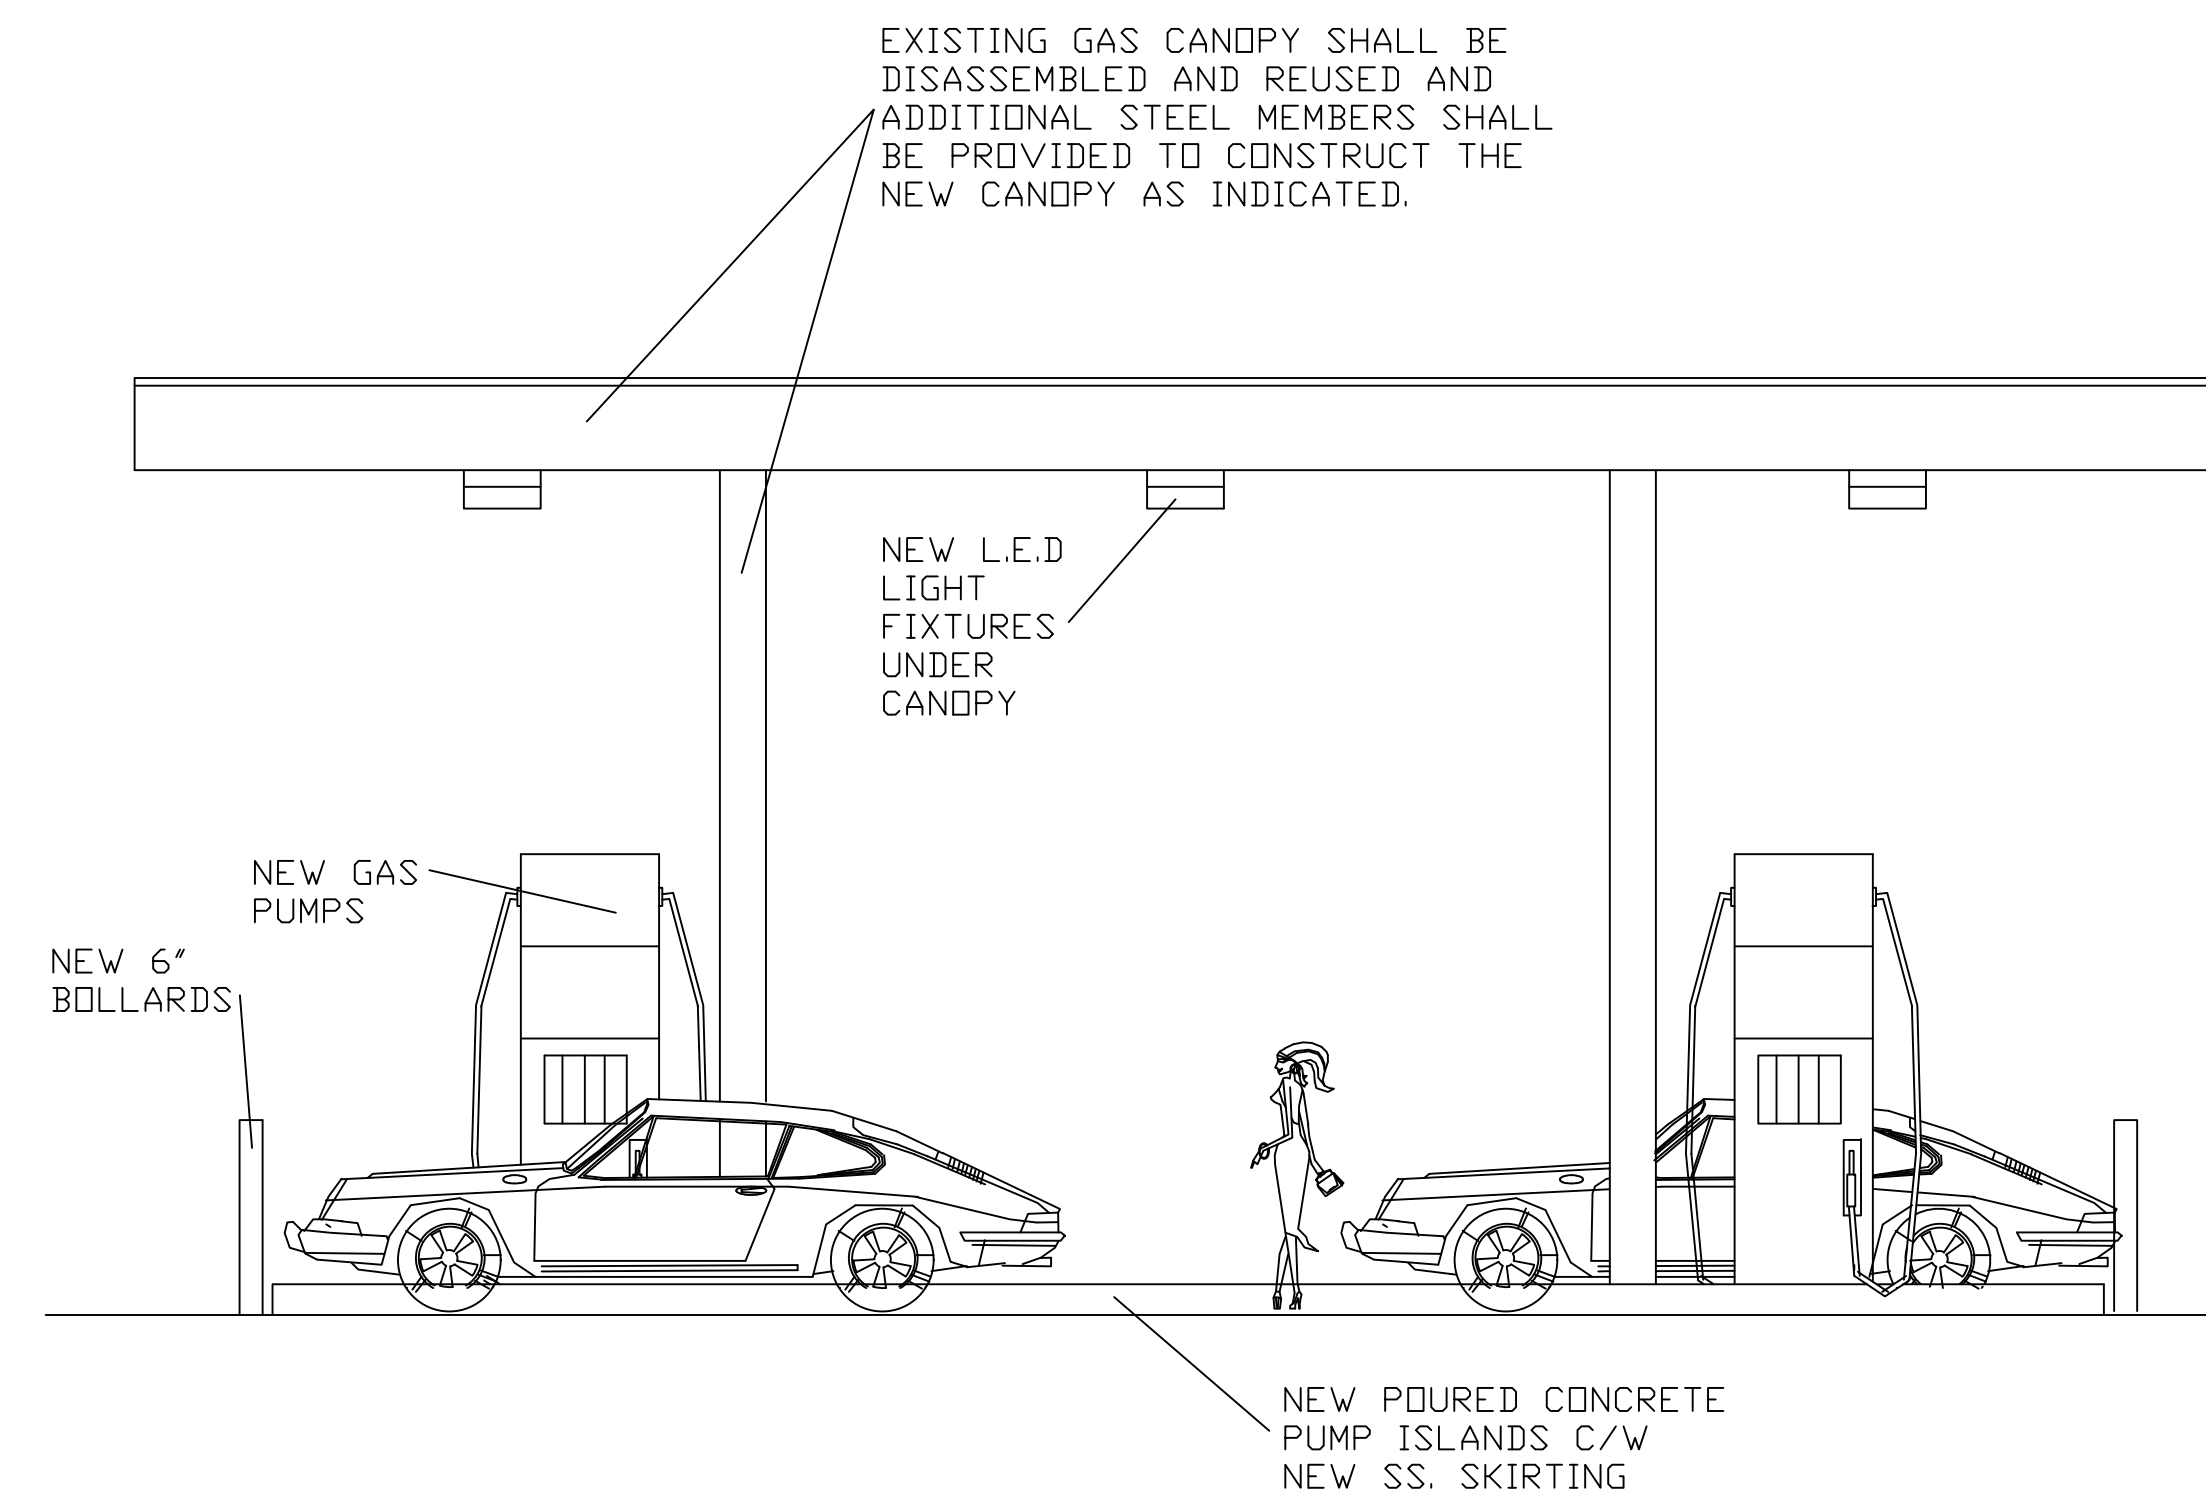 EXISTING GAS CANOPY SHALL BE
DISASSEMBLED AND REUSED AND
ADDITIONAL STEEL MEMBERS SHALL
BE PROVIDED TO CONSTRUCT THE
NEW CANOPY AS INDICATED.
NEW L.E.D
LIGHT
FIXTURES
UNDER
CANOPY
NEW GAS
PUMPS
NEW 6"
BOLLARDS
NEW POURED CONCRETE
PUMP ISLANDS C/W
NEW SS. SKIRTING